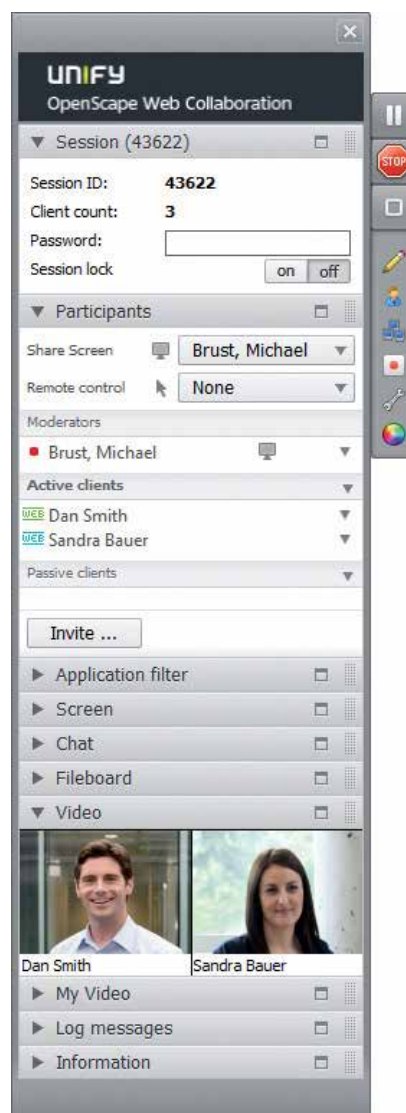 UNIFY
OpenScape Web Collaboration
Session (43622)
Session ID: 43622
Client count: 3
Password:
Session lock on off
Participants
Share Screen Brust, Michael
Remote control None
Moderators
Brust, Michael
Active clients
WEB Dan Smith
WEB Sandra Bauer
Passive clients
Invite ...
Application filter
Screen
Chat
Fileboard
Video
Dan Smith Sandra Bauer
My Video
Log messages
Information
STOP